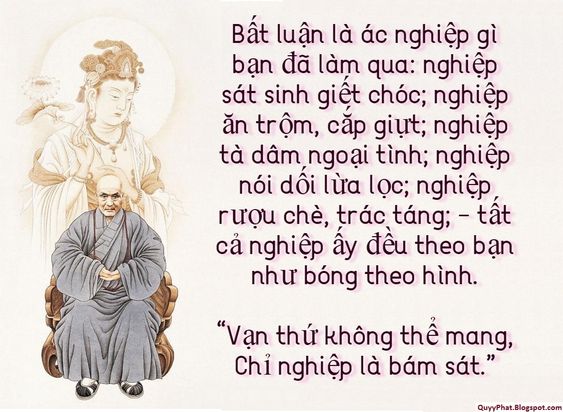 Bất luận là ác nghiệp gì
bạn đã làm qua: nghiệp
sát sinh giết chóc; nghiệp
ăn trộm, cắp giựt; nghiệp
tà dâm ngoại tình; nghiệp
nói dối lừa lọc; nghiệp
rượu chè, trác táng; - tất
cả nghiệp ấy đều theo bạn
như bóng theo hình.
“Vạn thứ không thể mang,
Chỉ nghiệp là bám sát.”
QuyyPhat.Blogspot.com